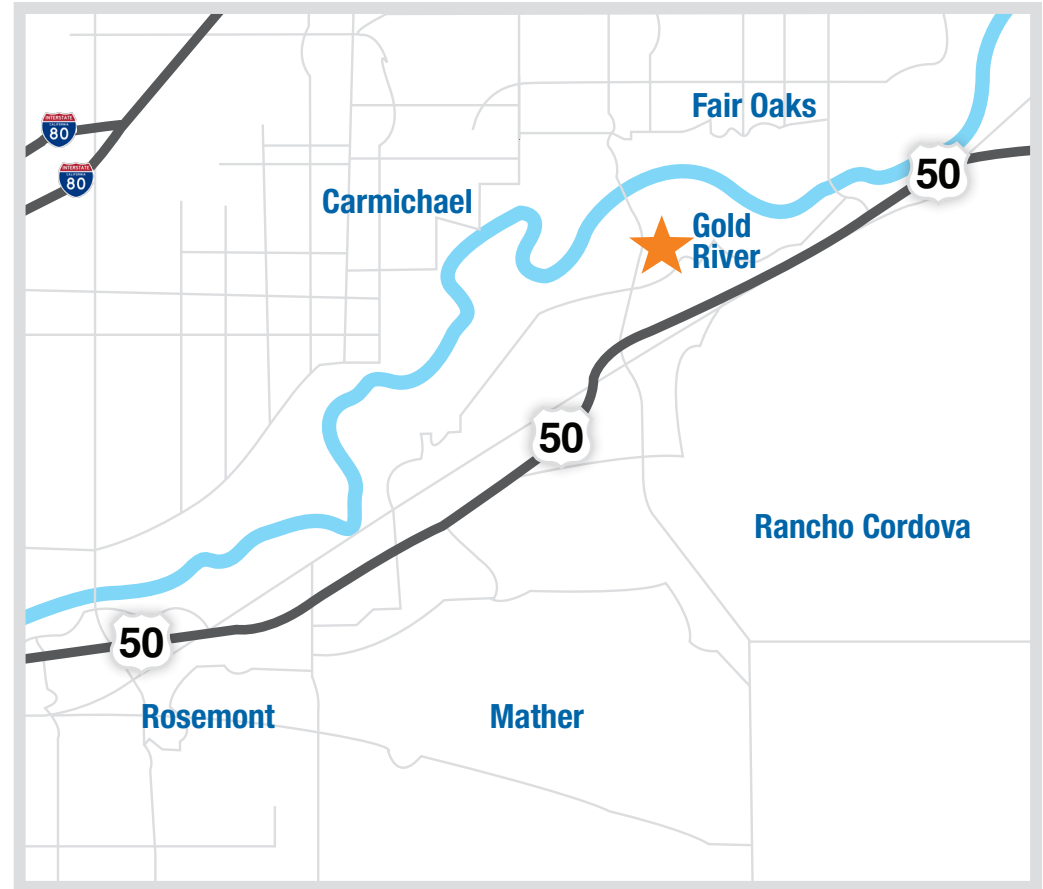 Fair Oaks
INTERSTATE
CALIFORNIA
80
INTERSTATE
CALIFORNIA
80
50
Carmichael
Gold
River
50
Rancho Cordova
50
Rosemont
Mather